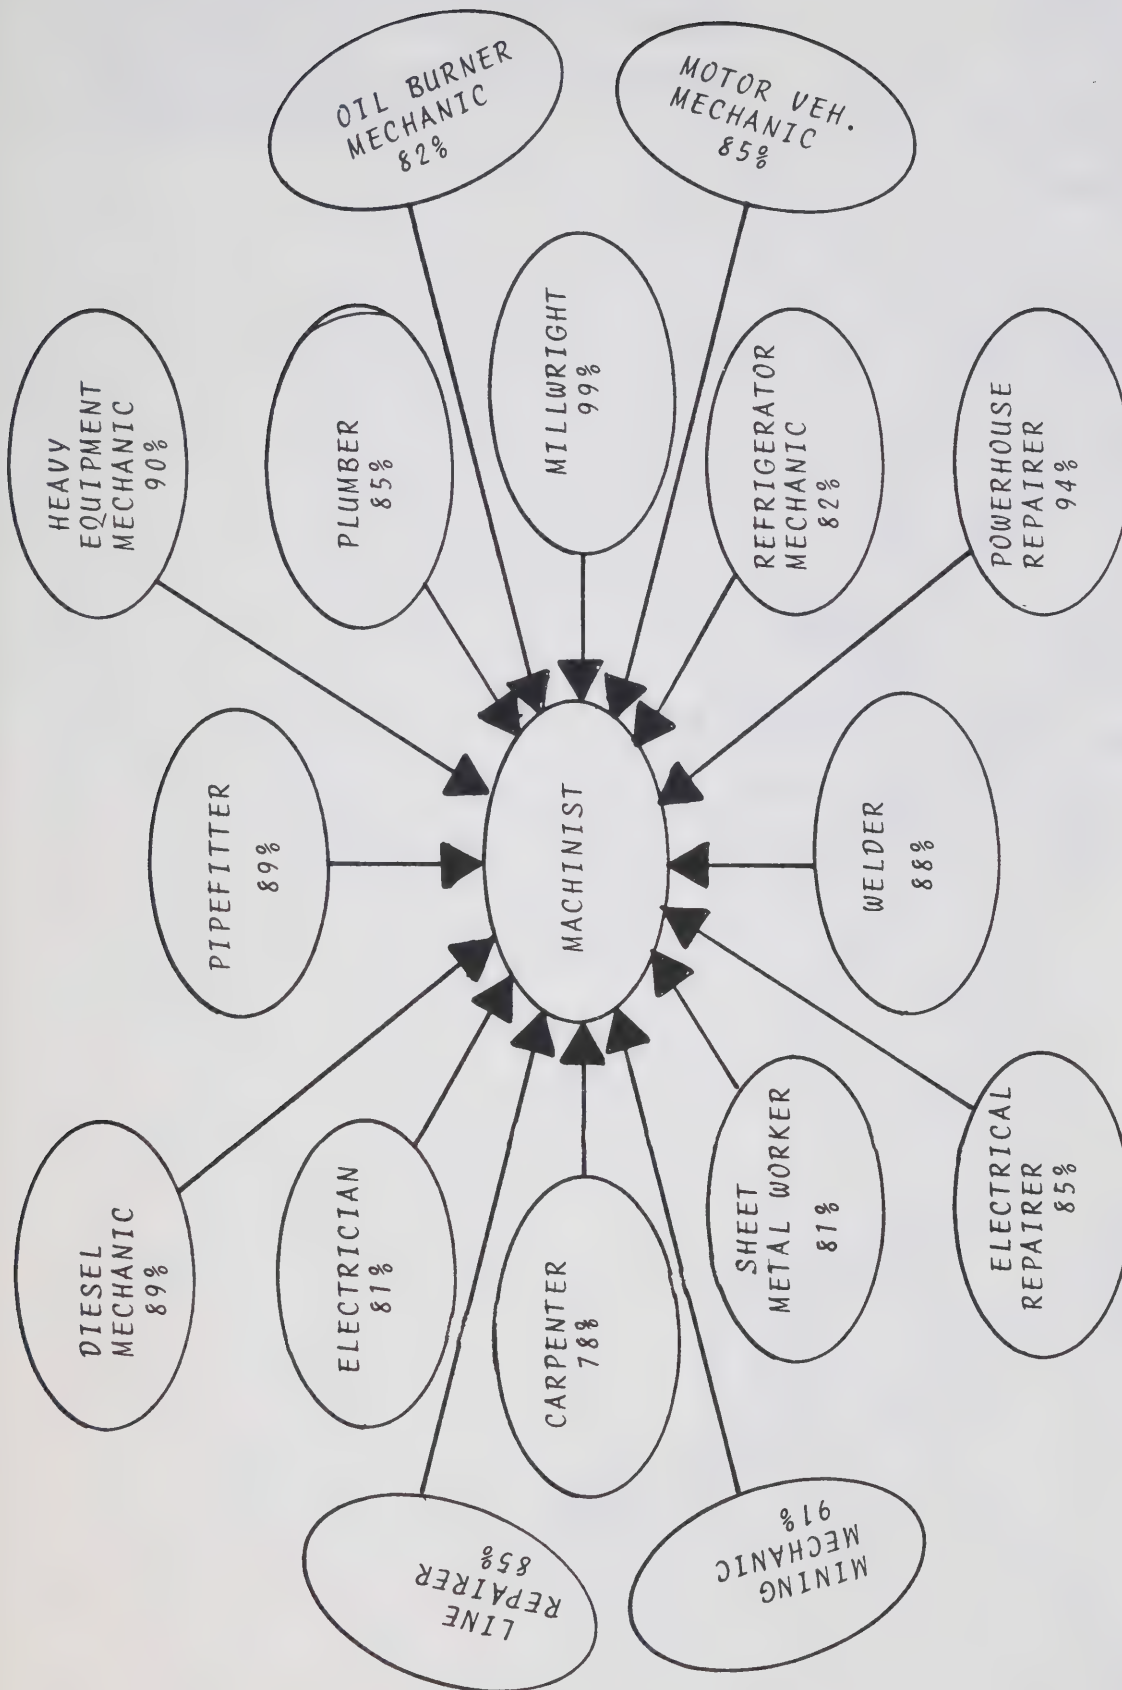 OIL BURNER
MECHANIC
82%
MOTOR VEH.
MECHANIC
85%
HEAVY
EQUIPMENT
MECHANIC
90%
PLUMBER
85%
MILLWRIGHT
99%
REFRIGERATOR
MECHANIC
82%
POWERHOUSE
REPAIRER
94%
PIPEFITTER
89%
MACHINIST
WELDER
88%
DIESEL
MECHANIC
89%
ELECTRICIAN
81%
CARPENTER
78%
SHEET
METAL WORKER
81%
ELECTRICAL
REPAIRER
85%
LINE
REPAIRER
85%
MINING
MECHANIC
91%